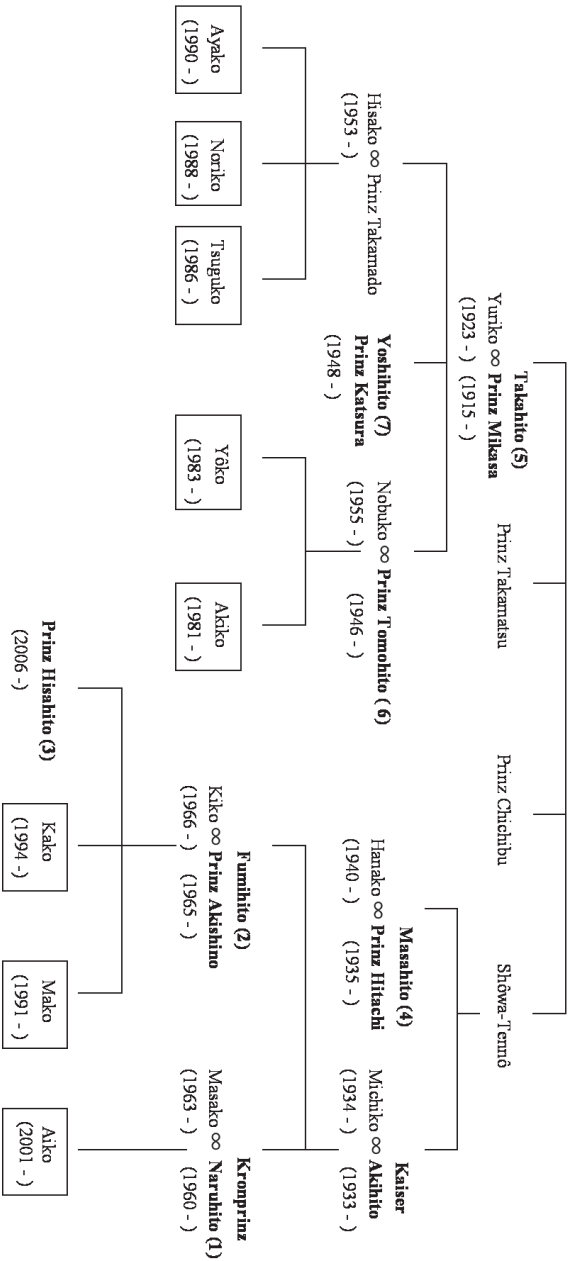 Yuriko ∞ Prinz Mikasa
Takahito (5)
(1923 - ) (1915 - )
Prinz Takamatsu
Prinz Chichibu
Shôwa-Tennô
Hisako ∞ Prinz Takamado
(1953 - )
Yoshihito (7)
Prinz Katsura
(1948 - )
Nobuko ∞ Prinz Tomohito ( 6)
(1955 - ) (1946 - )
Masahito (4)
Hanako ∞ Prinz Hitachi
(1940 - ) (1935 - )
Kaiser
Michiko ∞ Akihito
(1934 - ) (1933 - )
Ayako
(1990 - )
Noriko
(1988 - )
Tsuguko
(1986 - )
Yôko
(1983 - )
Akiko
(1981 - )
Fumihito (2)
Kiko ∞ Prinz Akishino
(1966 - ) (1965 - )
Kronprinz
Masako ∞ Naruhito (1)
(1963 - ) (1960 - )
Prinz Hisahito (3)
(2006 -)
Kako
(1994 -)
Mako
(1991 -)
Aiko
(2001 - )